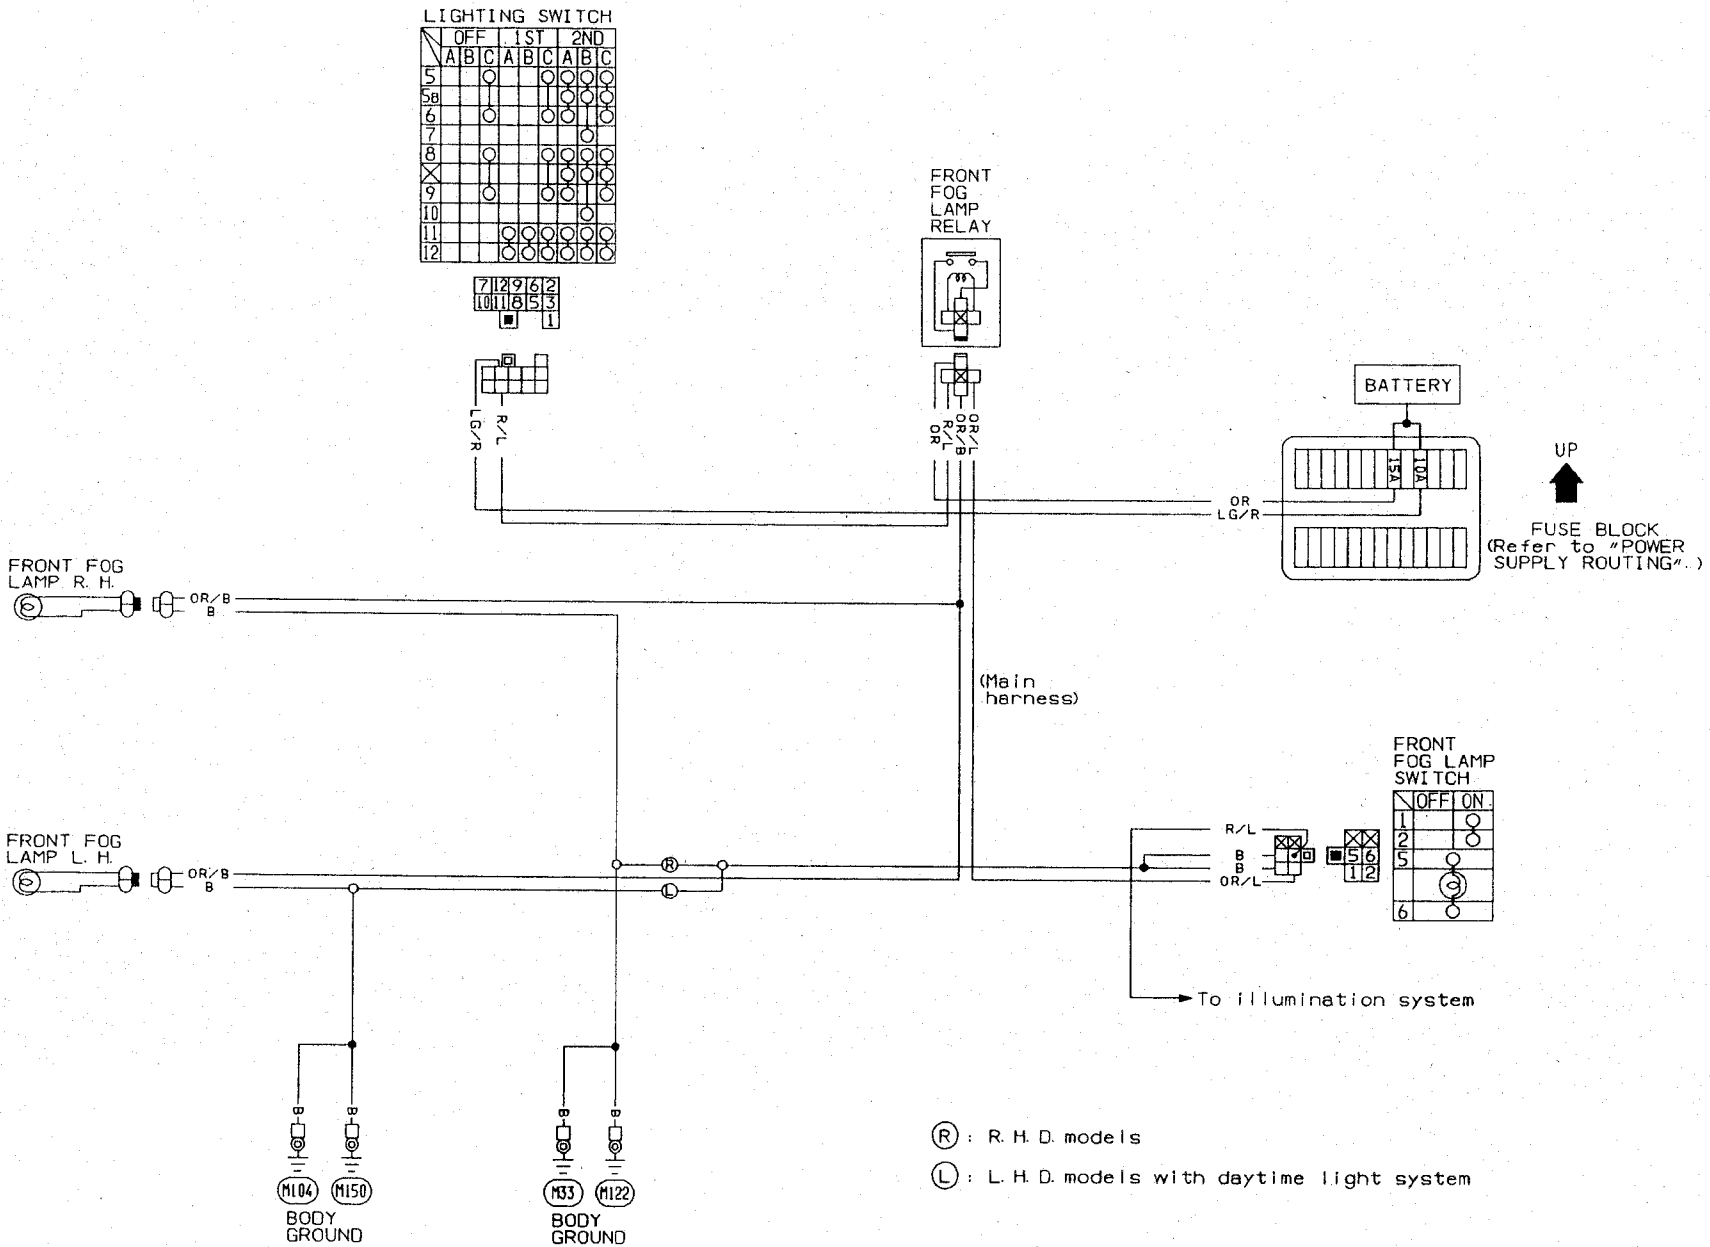 LIGHTING SWITCH
OFF 1ST 2ND
A B C A B C A B C
5
5B
6
7
8
9
10
11
12
7 12 9 6 2
10 11 8 5 3
1
LG/R
R/L
FRONT
FOG
LAMP
RELAY
OR
R/L
OR/B
OR/L
BATTERY
15A
10A
UP
OR
LG/R
FUSE BLOCK
(Refer to "POWER
SUPPLY ROUTING".)
FRONT FOG
LAMP R. H.
OR/B
B
(Main
harness)
FRONT FOG
LAMP L. H.
OR/B
B
R
L
FRONT
FOG LAMP
SWITCH
OFF ON
1
2
5
6
R/L
B
B
OR/L
5 6
1 2
To illumination system
B
B
B
B
M104
M150
M33
M122
BODY
GROUND
BODY
GROUND
R : R. H. D. models
L : L. H. D. models with daytime light system